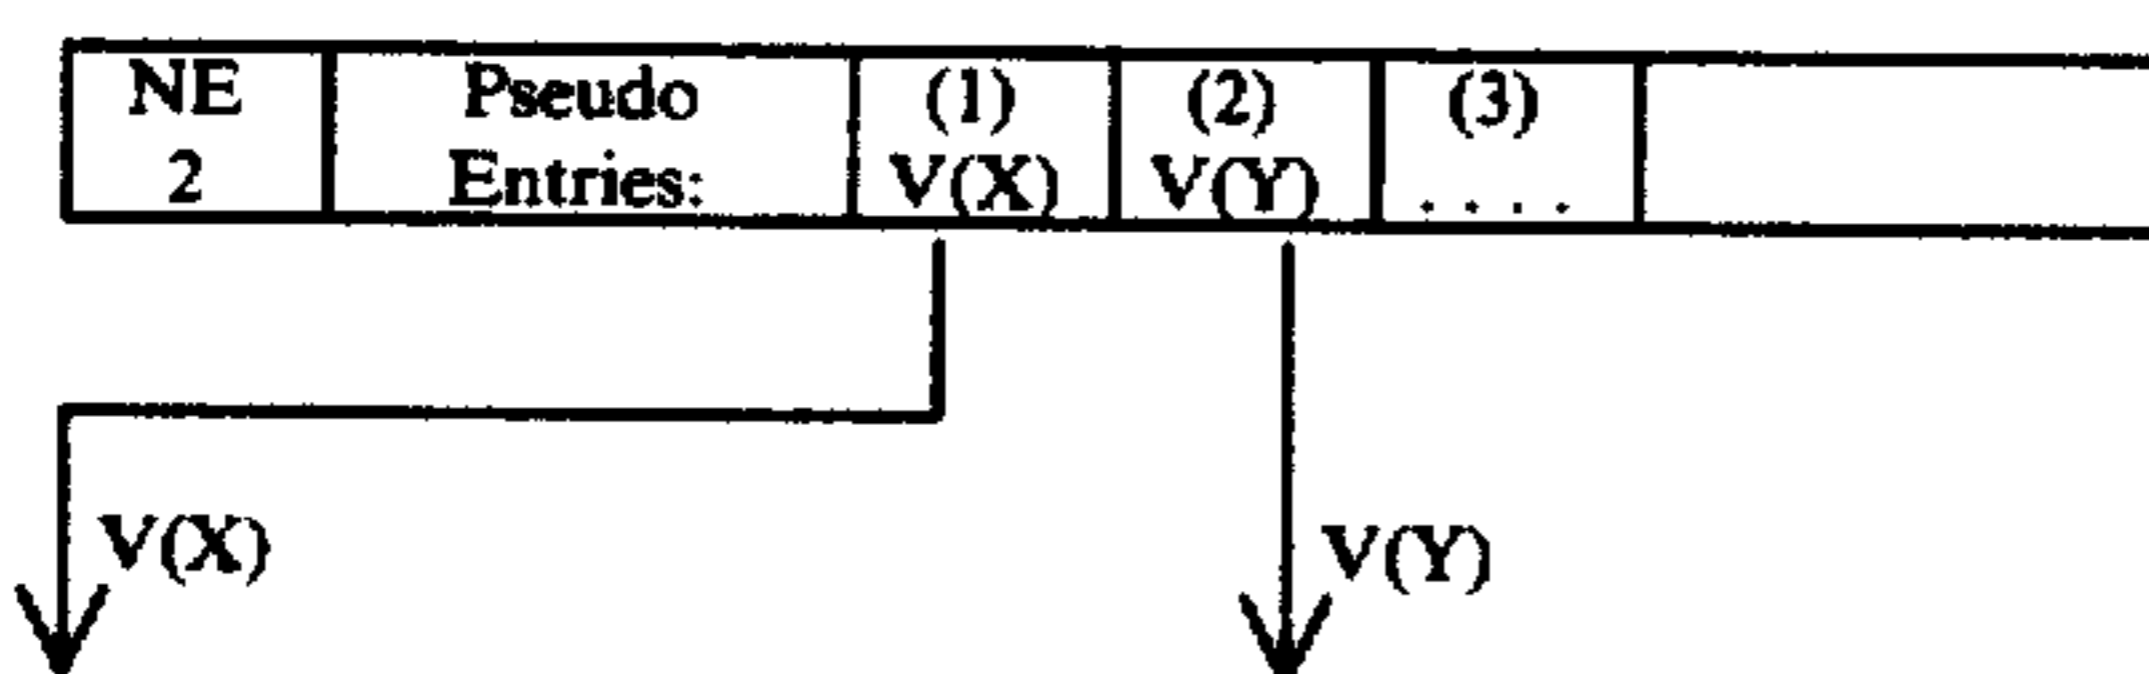 NE Pseudo (1) (2) (3)
2 Entries: V(X) V(Y) . . . .
V(X) V(Y)